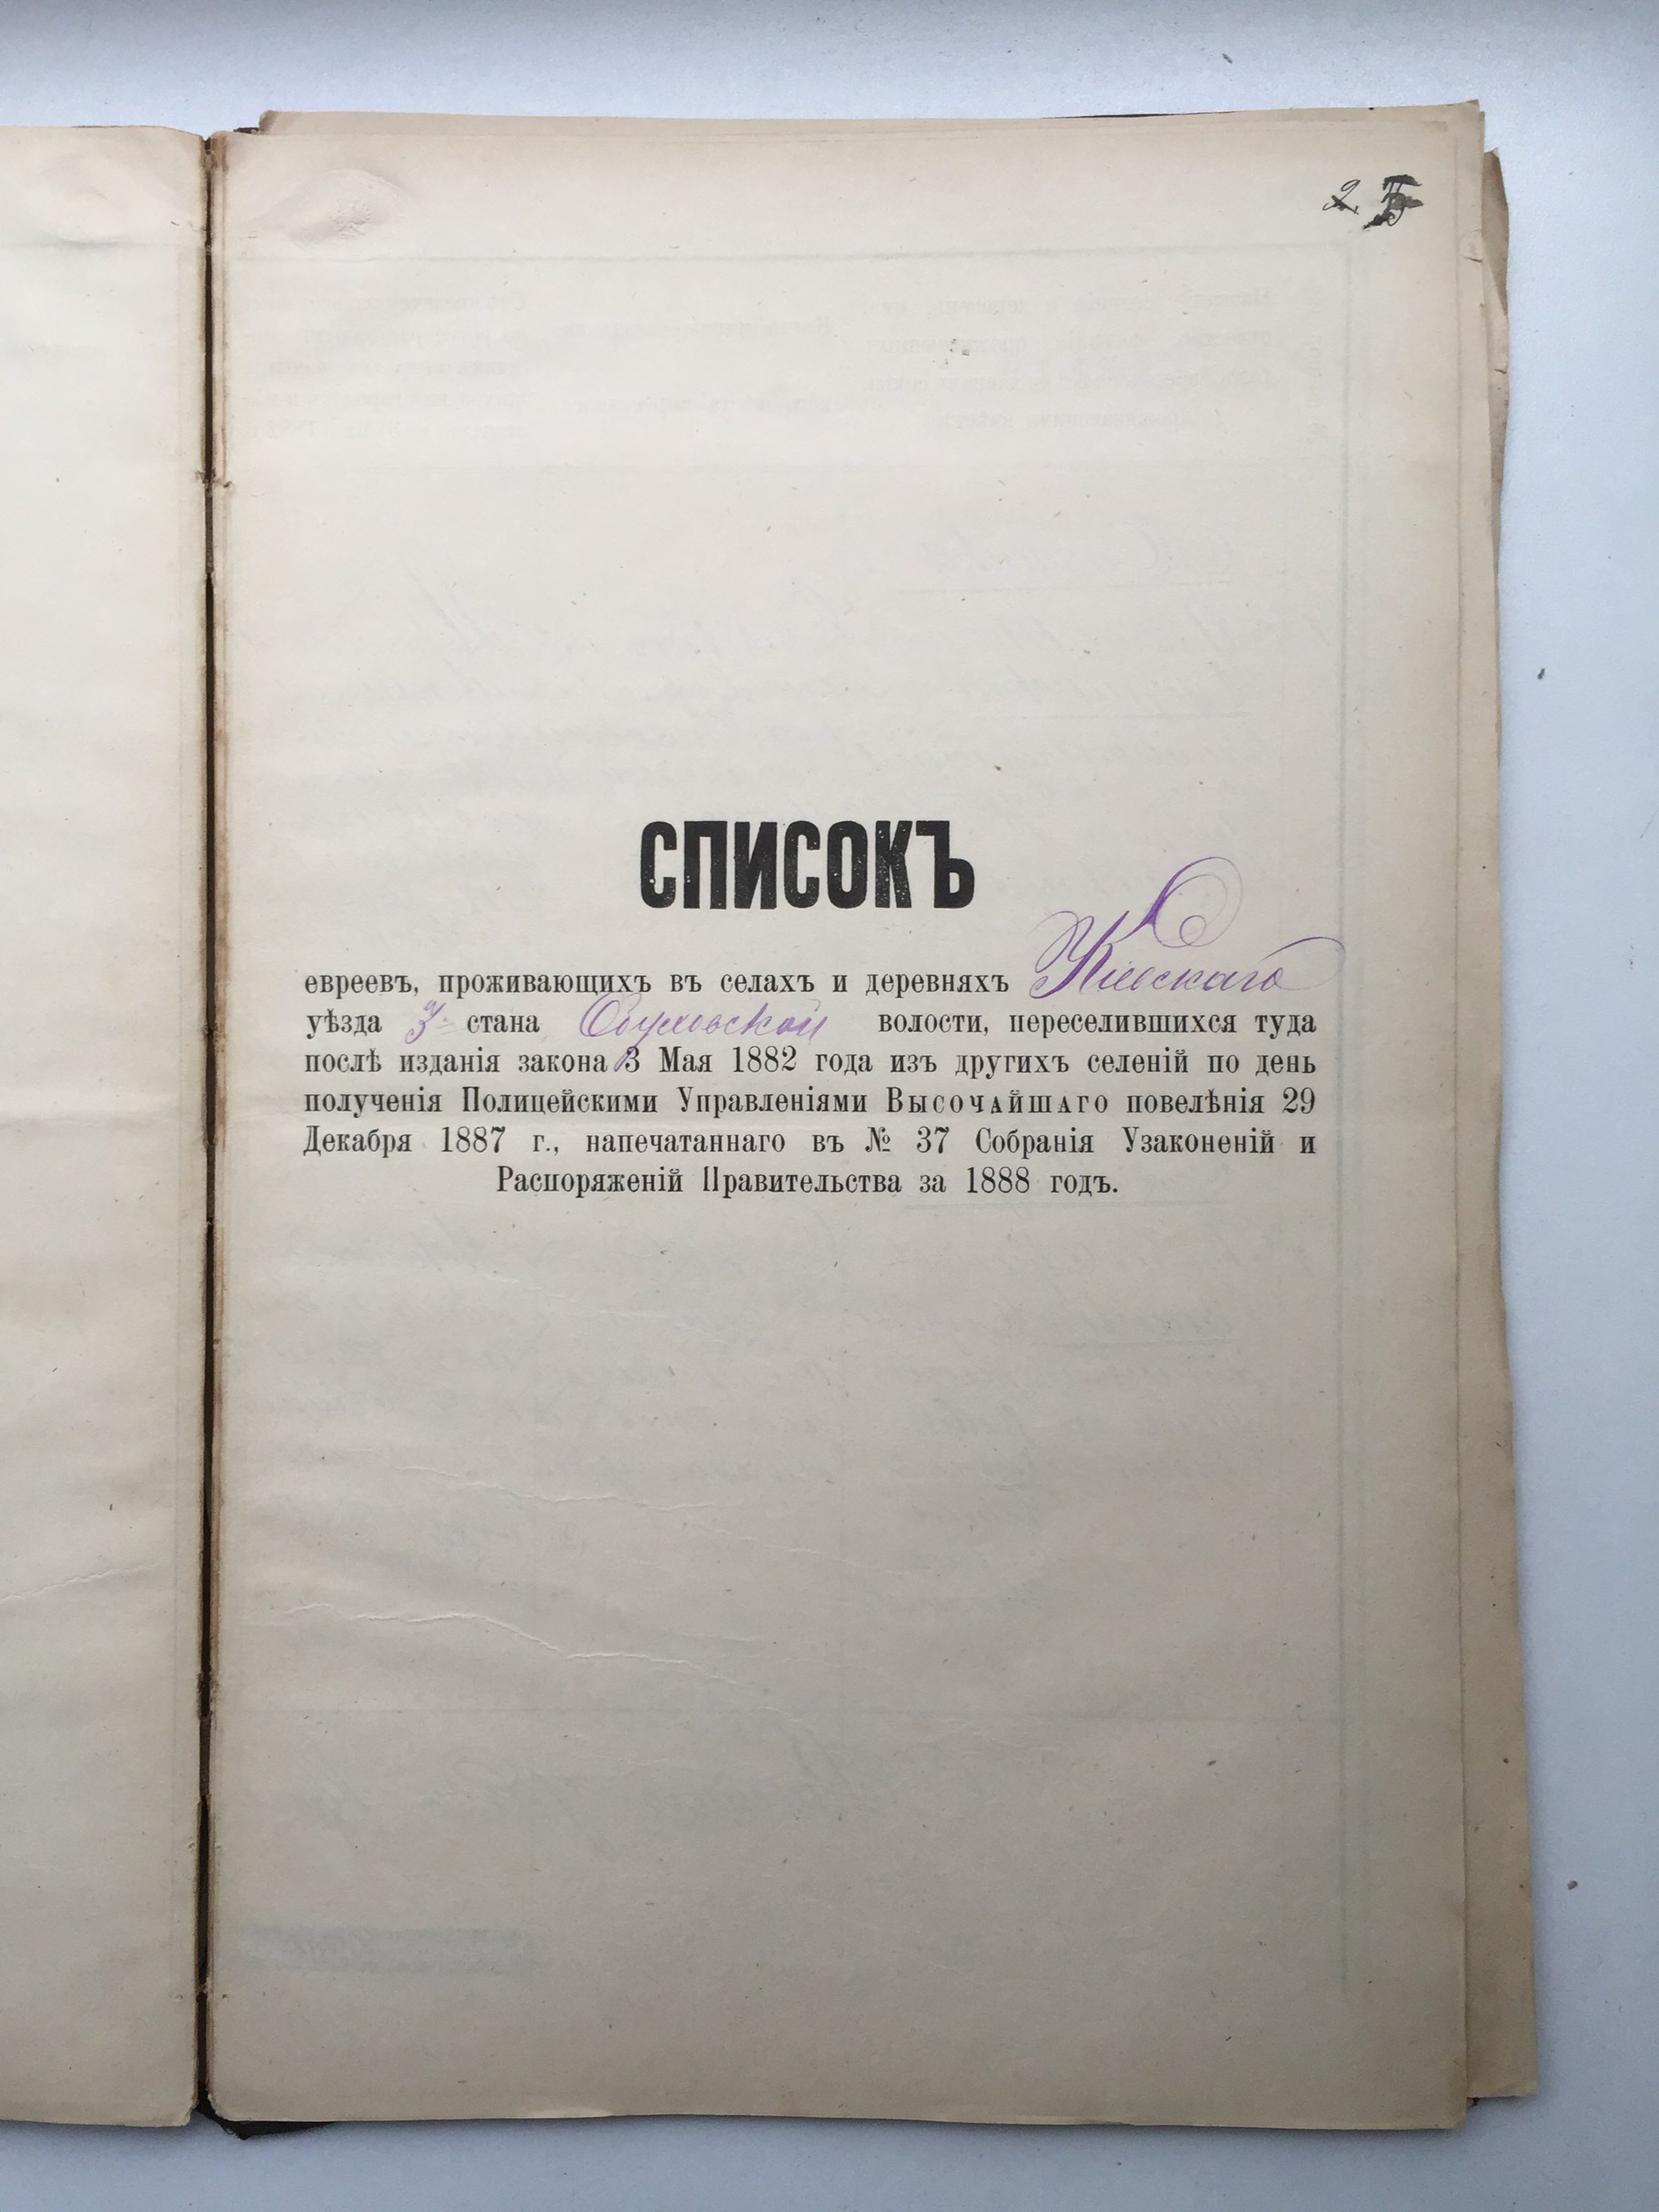 2.
СПИСОКЪ
евреевъ, проживающихъ въ селахъ и деревняхъ Кіевскаго
уѣзда 3 стана Обуховской волости, переселившихся туда
послѣ изданія закона 3 Мая 1882 года изъ другихъ селеній по день
полученія Полицейскими Управленіями Высочайшаго повелѣнія 29
Декабря 1887 г., напечатаннаго въ № 37 Собранія Узаконеній и
Распоряженій Правительства за 1888 годъ.